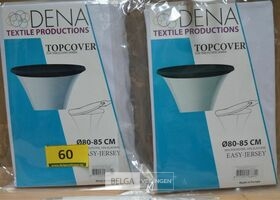 DENA
TEXTILE PRODUCTIONS
TOPCOVER
Ø80-85 CM
EASY-JERSEY
60
DENA
TEXTILE PRODUCTIONS
TOPCOVER
Ø80-85 CM
EASY-JERSEY
BELGA